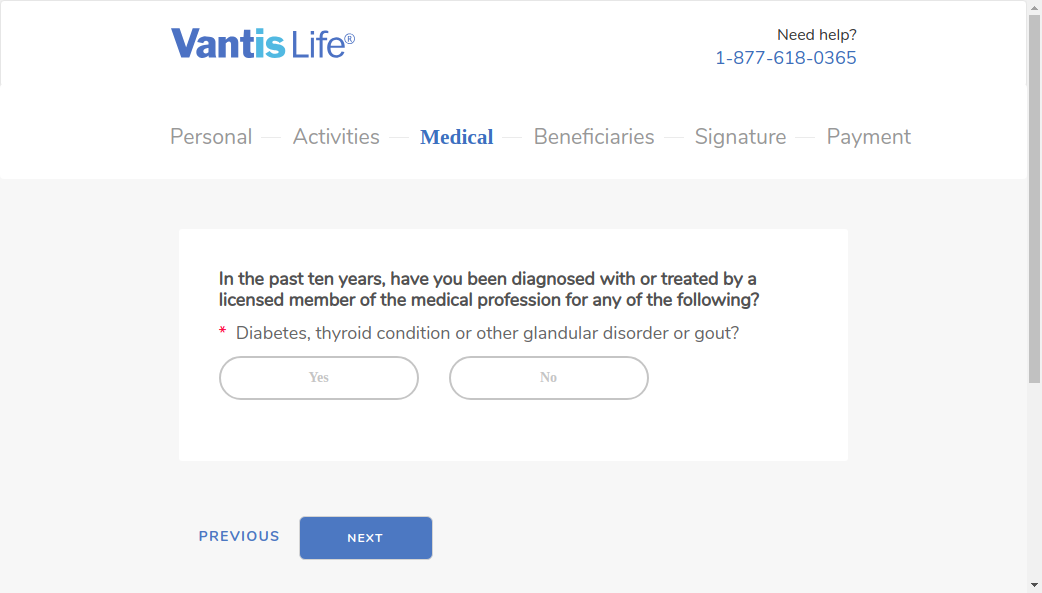 Vantis Life®
Need help?
1-877-618-0365
Personal Activities Medical Beneficiaries Signature Payment
In the past ten years, have you been diagnosed with or treated by a
licensed member of the medical profession for any of the following?
* Diabetes, thyroid condition or other glandular disorder or gout?
Yes No
PREVIOUS NEXT